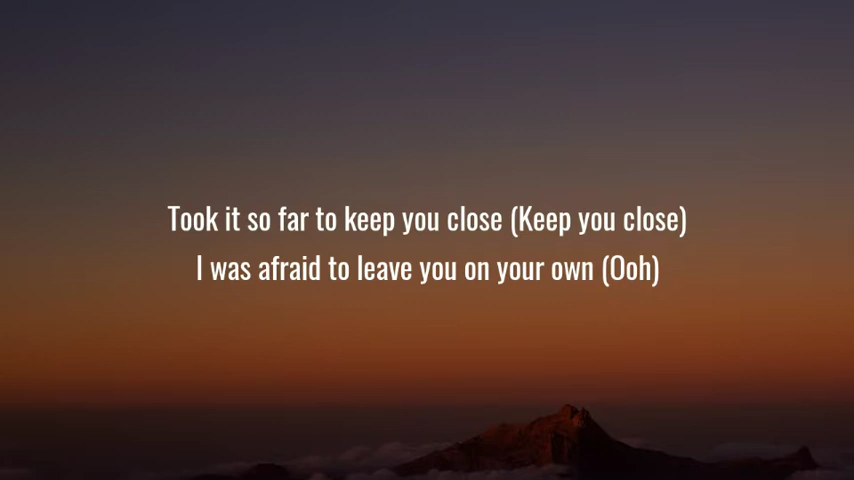 Took it so far to keep you close (Keep you close)
I was afraid to leave you on your own (Ooh)